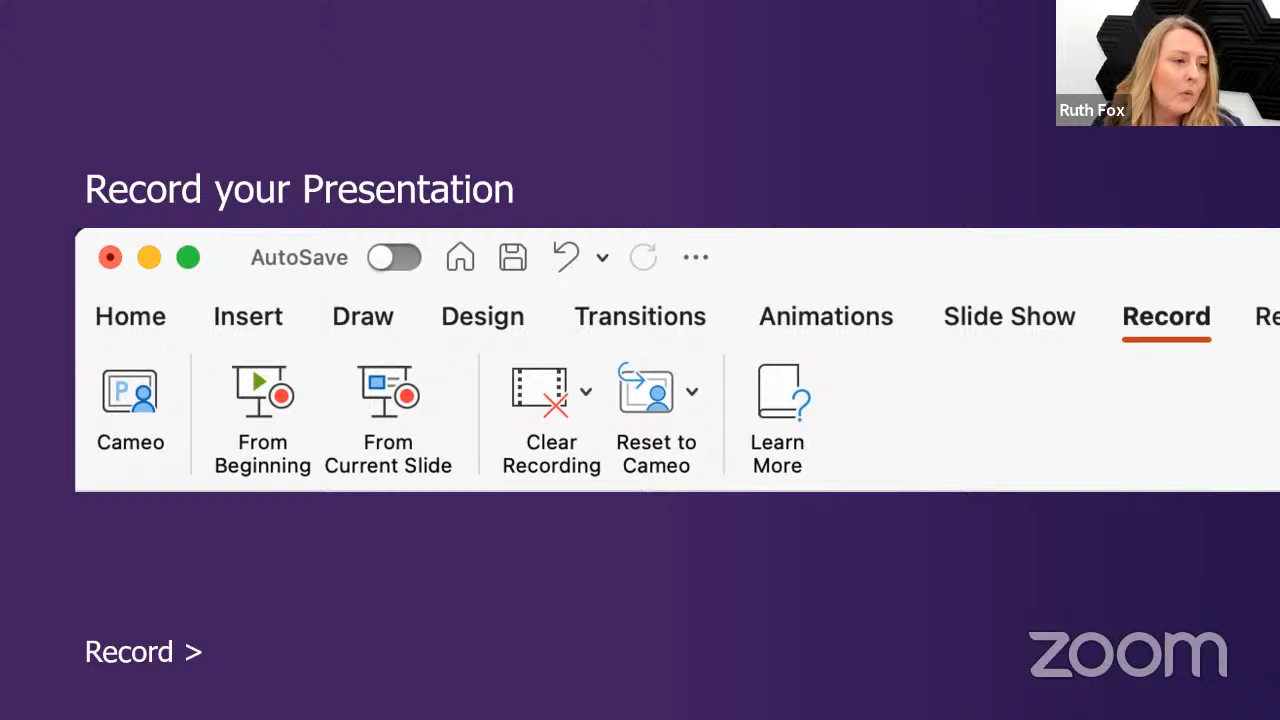 Ruth Fox
Record your Presentation
AutoSave
Home Insert Draw Design Transitions Animations Slide Show Record Re
P
Cameo
From
Beginning
From
Current Slide
Clear
Recording
Reset to
Cameo
?
Learn
More
Record >
zoom